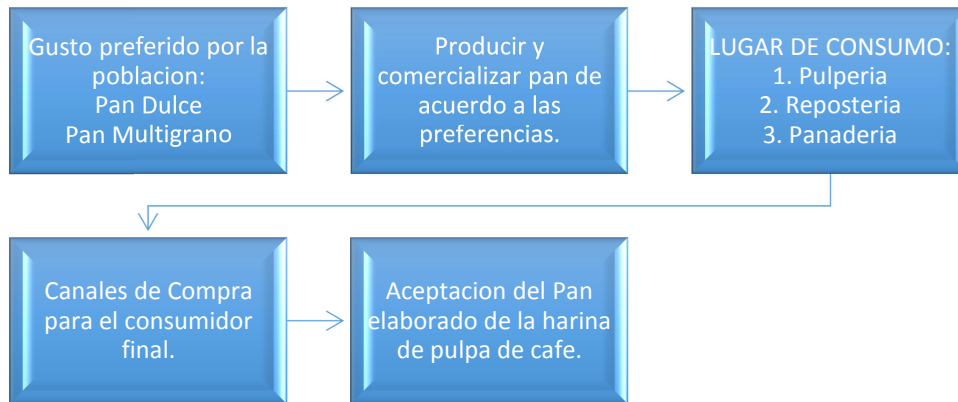 Gusto preferido por la
poblacion:
Pan Dulce
Pan Multigrano
Producir y
comercializar pan de
acuerdo a las
preferencias.
LUGAR DE CONSUMO:
1. Pulperia
2. Reposteria
3. Panaderia
Canales de Compra
para el consumidor
final.
Aceptacion del Pan
elaborado de la harina
de pulpa de cafe.